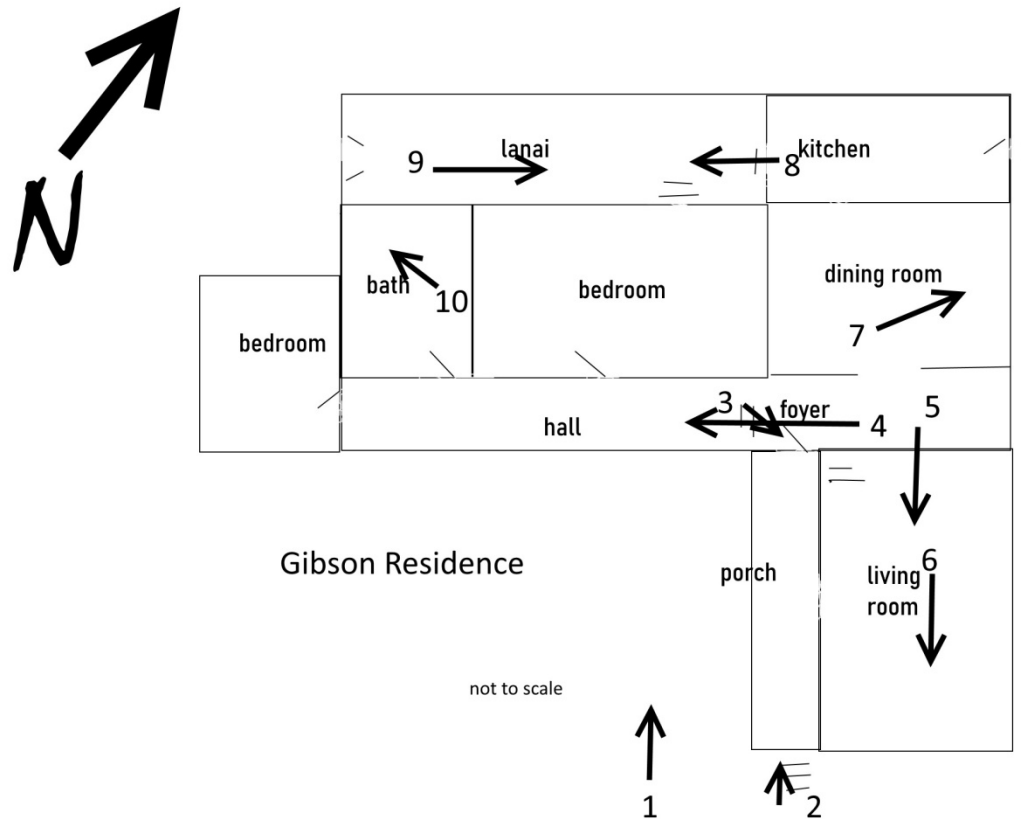 N
lanai
kitchen
9
8
bath
10
bedroom
dining room
bedroom
7
3
foyer
5
hall
4
Gibson Residence
porch
6
living
room
not to scale
1
2